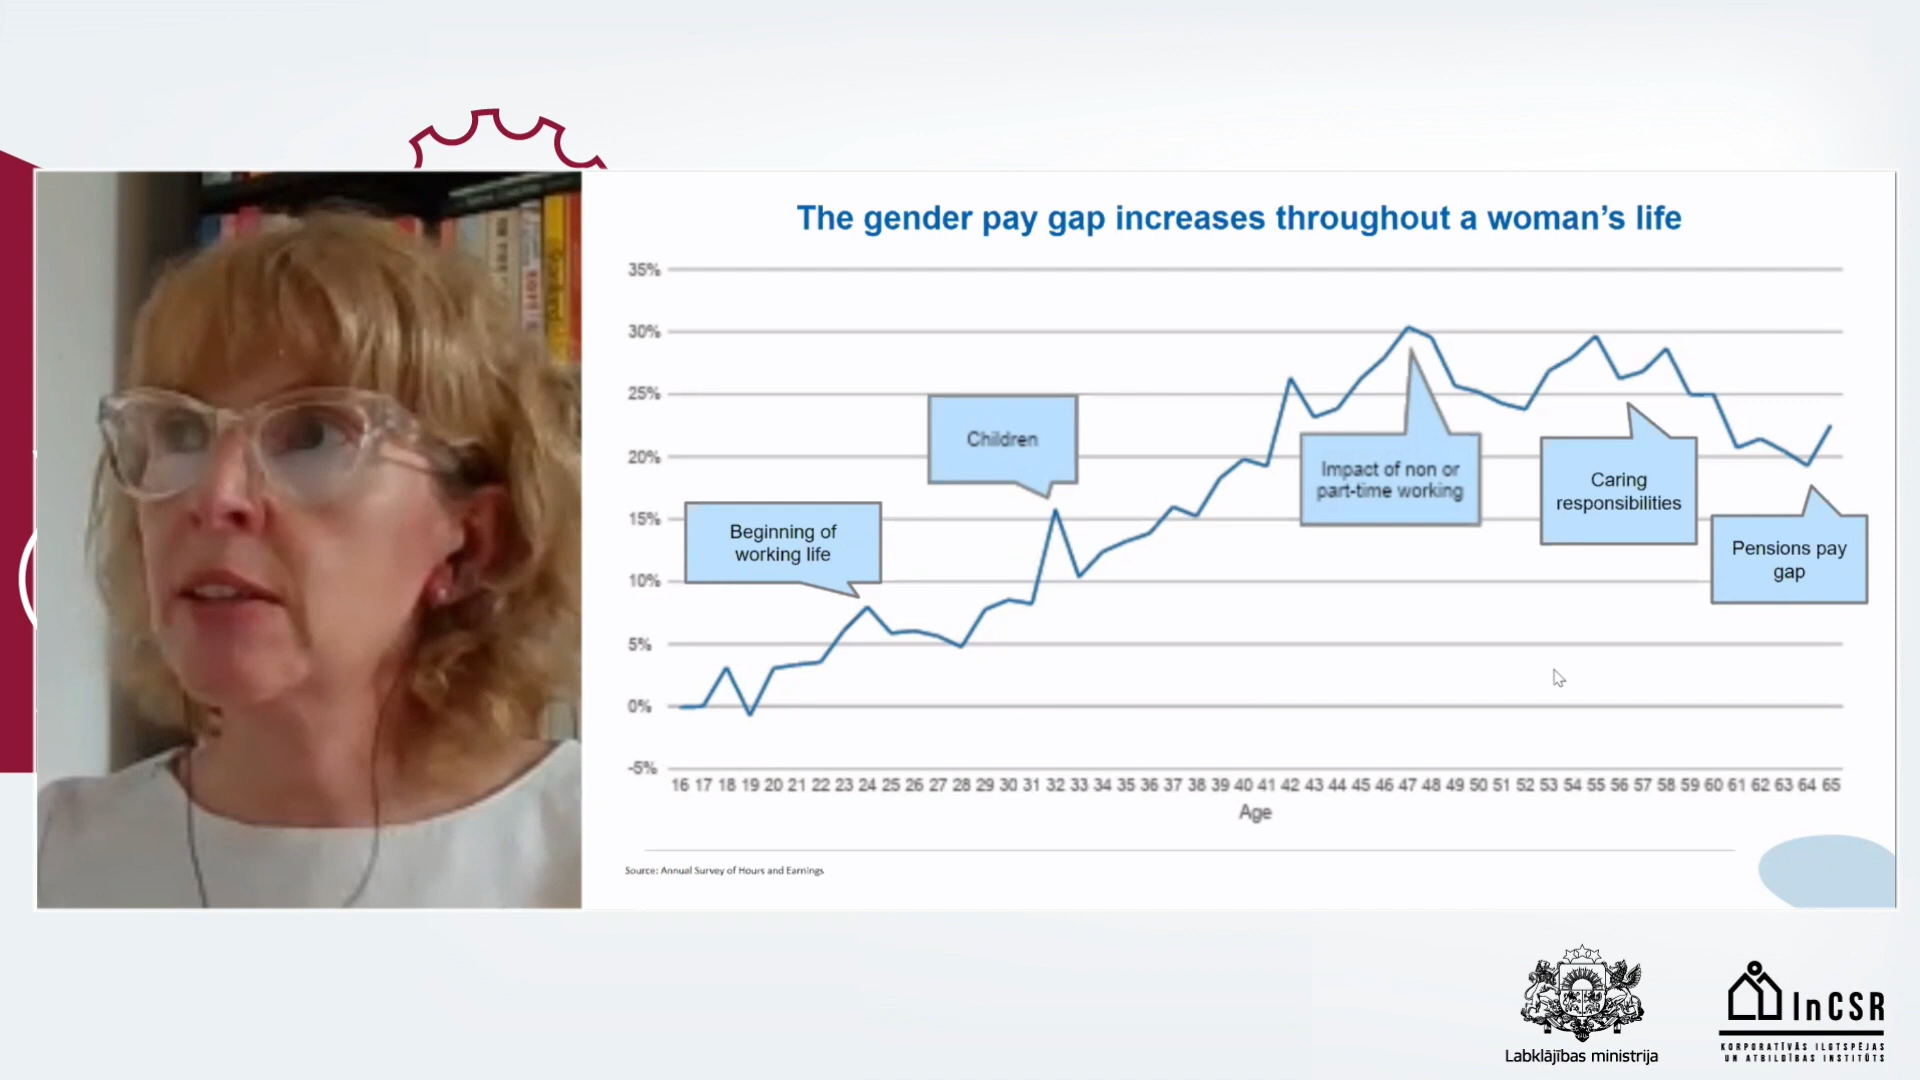 The gender pay gap increases throughout a woman's life
35%
30%
25%
20%
15%
10%
5%
0%
-5%
Beginning of
working life
Children
Impact of non or
part-time working
Caring
responsibilities
Pensions pay
gap
16 17 18 19 20 21 22 23 24 25 26 27 28 29 30 31 32 33 34 35 36 37 38 39 40 41 42 43 44 45 46 47 48 49 50 51 52 53 54 55 56 57 58 59 60 61 62 63 64 65
Age
Source: Annual Survey of Hours and Earnings
Labklājības ministrija
InCSR
KORPORATĪVĀS ILGTSPĒJAS
UN ATBILDĪBAS INSTITŪTS